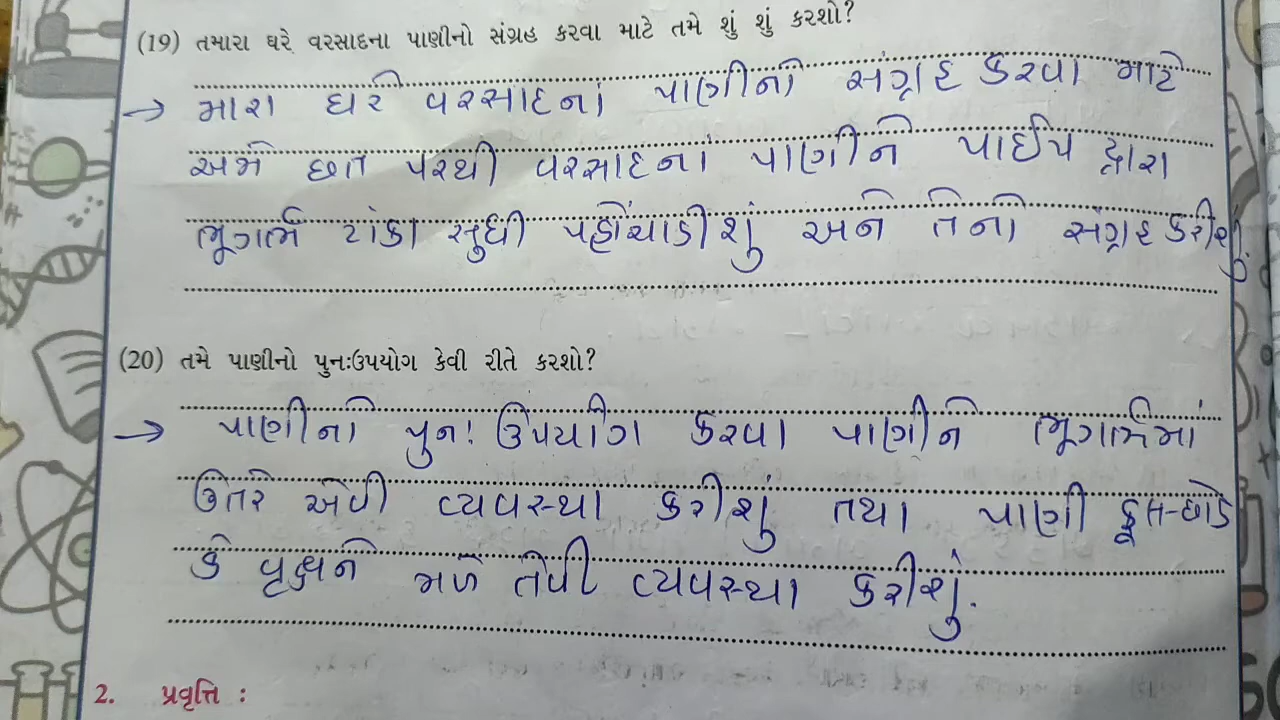 (19) તમારા ઘરે વરસાદના પાણીનો સંગ્રહ કરવા માટે તમે શું શું કરશો?
→ મારા ઘરે વરસાદનાં પાણીનો સંગ્રહ કરવા માટે
અમે છત પરથી વરસાદનાં પાણીને પાઈપ દ્વારા
ભૂગર્ભ ટાંકા સુધી પહોંચાડીશું અને તેનો સંગ્રહ કરીશું
(20) તમે પાણીનો પુનઃઉપયોગ કેવી રીતે કરશો?
→ પાણીનો પુન: ઉપયોગ કરવા પાણીને ભૂગર્ભમાં
ઉતરે એવી વ્યવસ્થા કરીશું તથા પાણી ફૂલ-છોડ
કે વૃક્ષને મળે તેવી વ્યવસ્થા કરીશું.
2. પ્રવૃત્તિ :